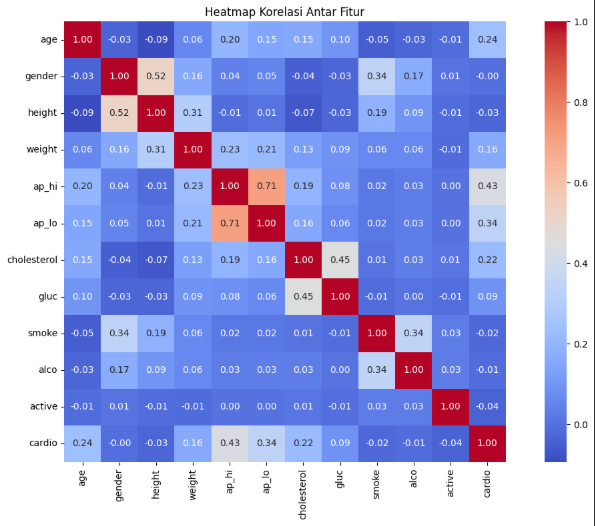 Heatmap Korelasi Antar Fitur
age 1.00 -0.03 -0.09 0.06 0.20 0.15 0.15 0.10 -0.05 -0.03 -0.01 0.24
gender -0.03 1.00 0.52 0.16 0.04 0.05 -0.04 -0.03 0.34 0.17 0.01 -0.00
height -0.09 0.52 1.00 0.31 -0.01 0.01 -0.07 -0.03 0.19 0.09 -0.01 -0.03
weight 0.06 0.16 0.31 1.00 0.23 0.21 0.13 0.09 0.06 0.06 -0.01 0.16
ap_hi 0.20 0.04 -0.01 0.23 1.00 0.71 0.19 0.08 0.02 0.03 0.00 0.43
ap_lo 0.15 0.05 0.01 0.21 0.71 1.00 0.16 0.06 0.02 0.03 0.00 0.34
cholesterol 0.15 -0.04 -0.07 0.13 0.19 0.16 1.00 0.45 0.01 0.03 0.01 0.22
gluc 0.10 -0.03 -0.03 0.09 0.08 0.06 0.45 1.00 -0.01 0.00 -0.01 0.09
smoke -0.05 0.34 0.19 0.06 0.02 0.02 0.01 -0.01 1.00 0.34 0.03 -0.02
alco -0.03 0.17 0.09 0.06 0.03 0.03 0.03 0.00 0.34 1.00 0.03 -0.01
active -0.01 0.01 -0.01 -0.01 0.00 0.00 0.01 -0.01 0.03 0.03 1.00 -0.04
cardio 0.24 -0.00 -0.03 0.16 0.43 0.34 0.22 0.09 -0.02 -0.01 -0.04 1.00
age gender height weight ap_hi ap_lo cholesterol gluc smoke alco active cardio
1.0
0.8
0.6
0.4
0.2
0.0